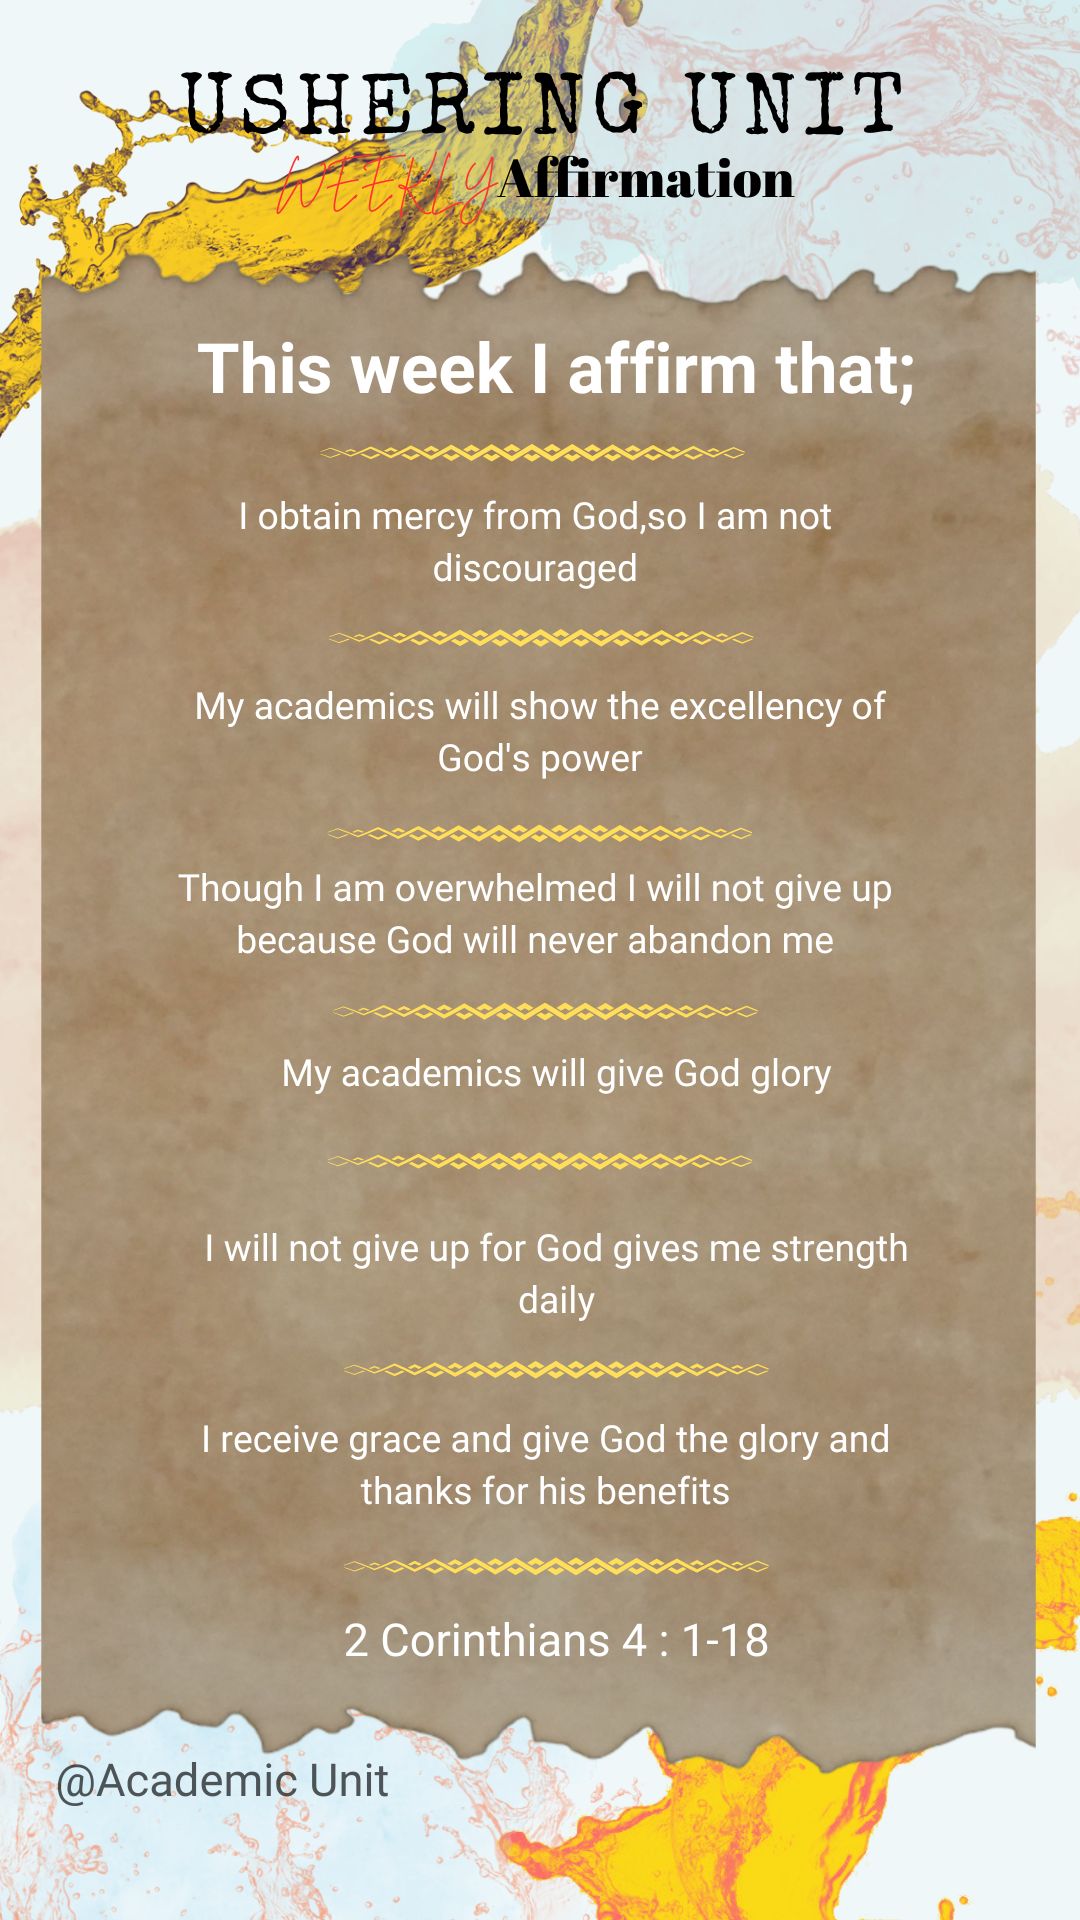 USHERING UNIT
WEEKLY Affirmation
This week I affirm that;
I obtain mercy from God,so I am not
discouraged
My academics will show the excellency of
God's power
Though I am overwhelmed I will not give up
because God will never abandon me
My academics will give God glory
I will not give up for God gives me strength
daily
I receive grace and give God the glory and
thanks for his benefits
2 Corinthians 4 : 1-18
@Academic Unit